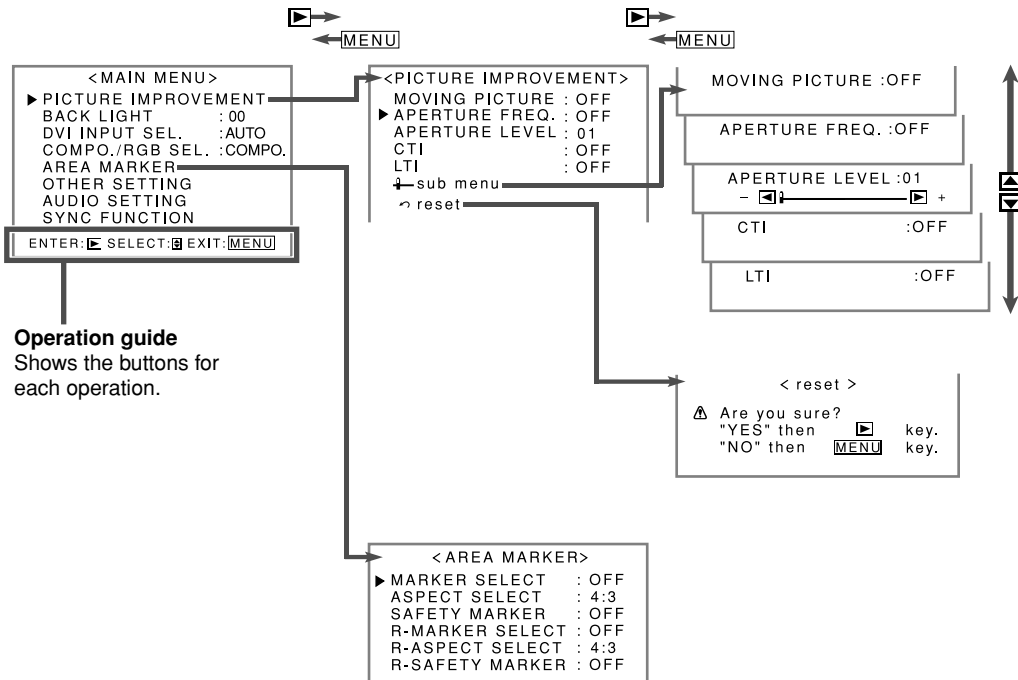 ▶
MENU
▶
MENU
<MAIN MENU>
▶ PICTURE IMPROVEMENT
BACK LIGHT : 00
DVI INPUT SEL. :AUTO
COMPO./RGB SEL. :COMPO.
AREA MARKER
OTHER SETTING
AUDIO SETTING
SYNC FUNCTION
ENTER:▶ SELECT: EXIT:MENU
Operation guide
Shows the buttons for
each operation.
<PICTURE IMPROVEMENT>
MOVING PICTURE : OFF
▶ APERTURE FREQ. : OFF
APERTURE LEVEL : 01
CTI : OFF
LTI : OFF
sub menu
reset
MOVING PICTURE :OFF
APERTURE FREQ. :OFF
APERTURE LEVEL :01
– ◀ ▶ +
CTI :OFF
LTI :OFF
< reset >
⚠ Are you sure?
"YES" then ▶ key.
"NO" then MENU key.
<AREA MARKER>
▶ MARKER SELECT : OFF
ASPECT SELECT : 4:3
SAFETY MARKER : OFF
R-MARKER SELECT : OFF
R-ASPECT SELECT : 4:3
R-SAFETY MARKER : OFF